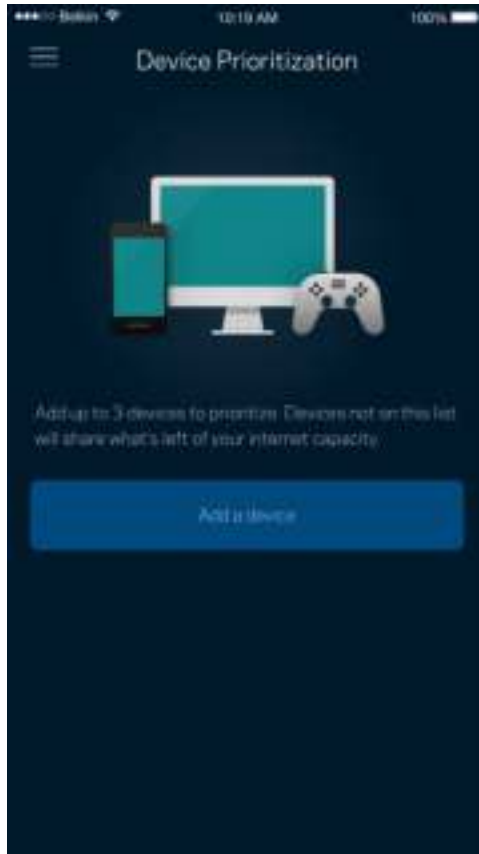 Belkin 10:19 AM 100%
Device Prioritization
Add up to 3 devices to prioritize. Devices not on this list
will share what's left of your internet capacity.
Add a device